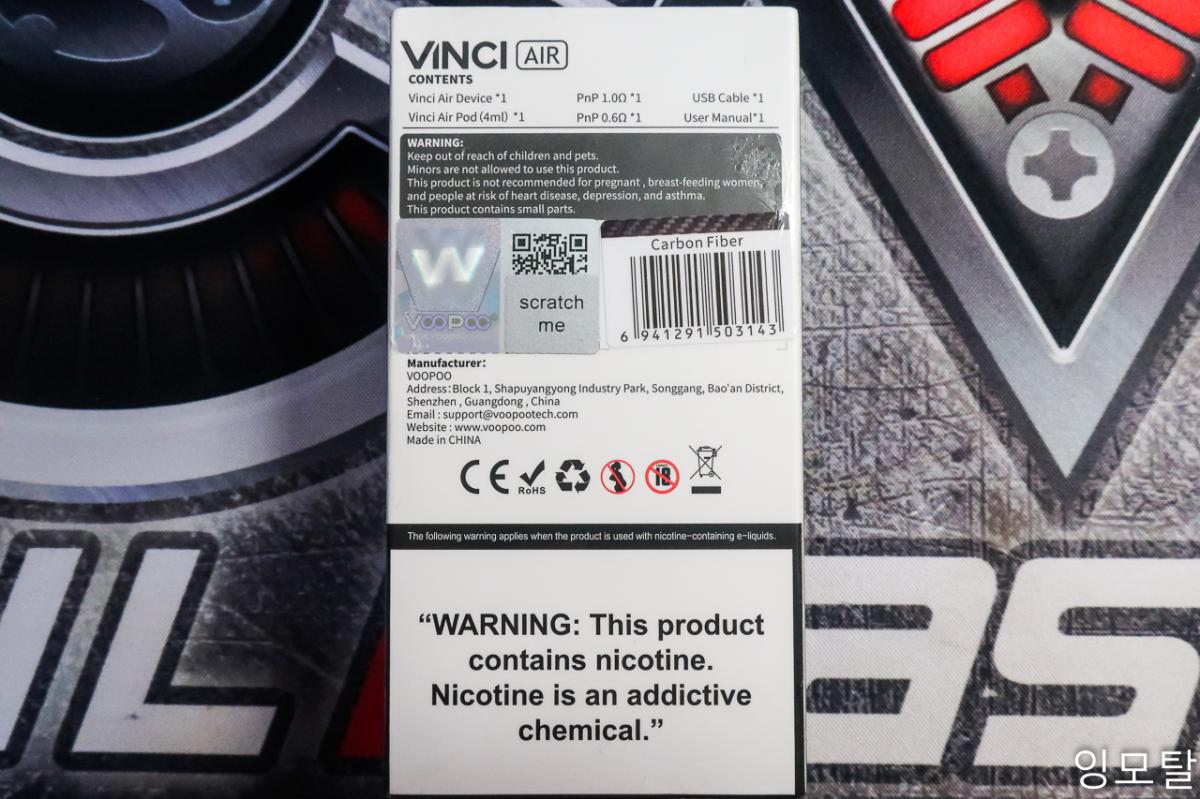 VINCI AIR
CONTENTS
Vinci Air Device *1 PnP 1.0Ω *1 USB Cable *1
Vinci Air Pod (4ml) *1 PnP 0.6Ω *1 User Manual*1
WARNING:
Keep out of reach of children and pets.
Minors are not allowed to use this product.
This product is not recommended for pregnant , breast-feeding women,
and people at risk of heart disease, depression, and asthma.
This product contains small parts.
W
VOOPOO
scratch
me
Carbon Fiber
6 941291 503143
Manufacturer:
VOOPOO
Address:Block 1, Shapuyangyong Industry Park, Songgang, Bao'an District,
Shenzhen , Guangdong , China
Email : support@voopootech.com
Website : www.voopoo.com
Made in CHINA
CE RoHS 18
The following warning applies when the product is used with nicotine-containing e-liquids.
“WARNING: This product
contains nicotine.
Nicotine is an addictive
chemical.”
잉모탈